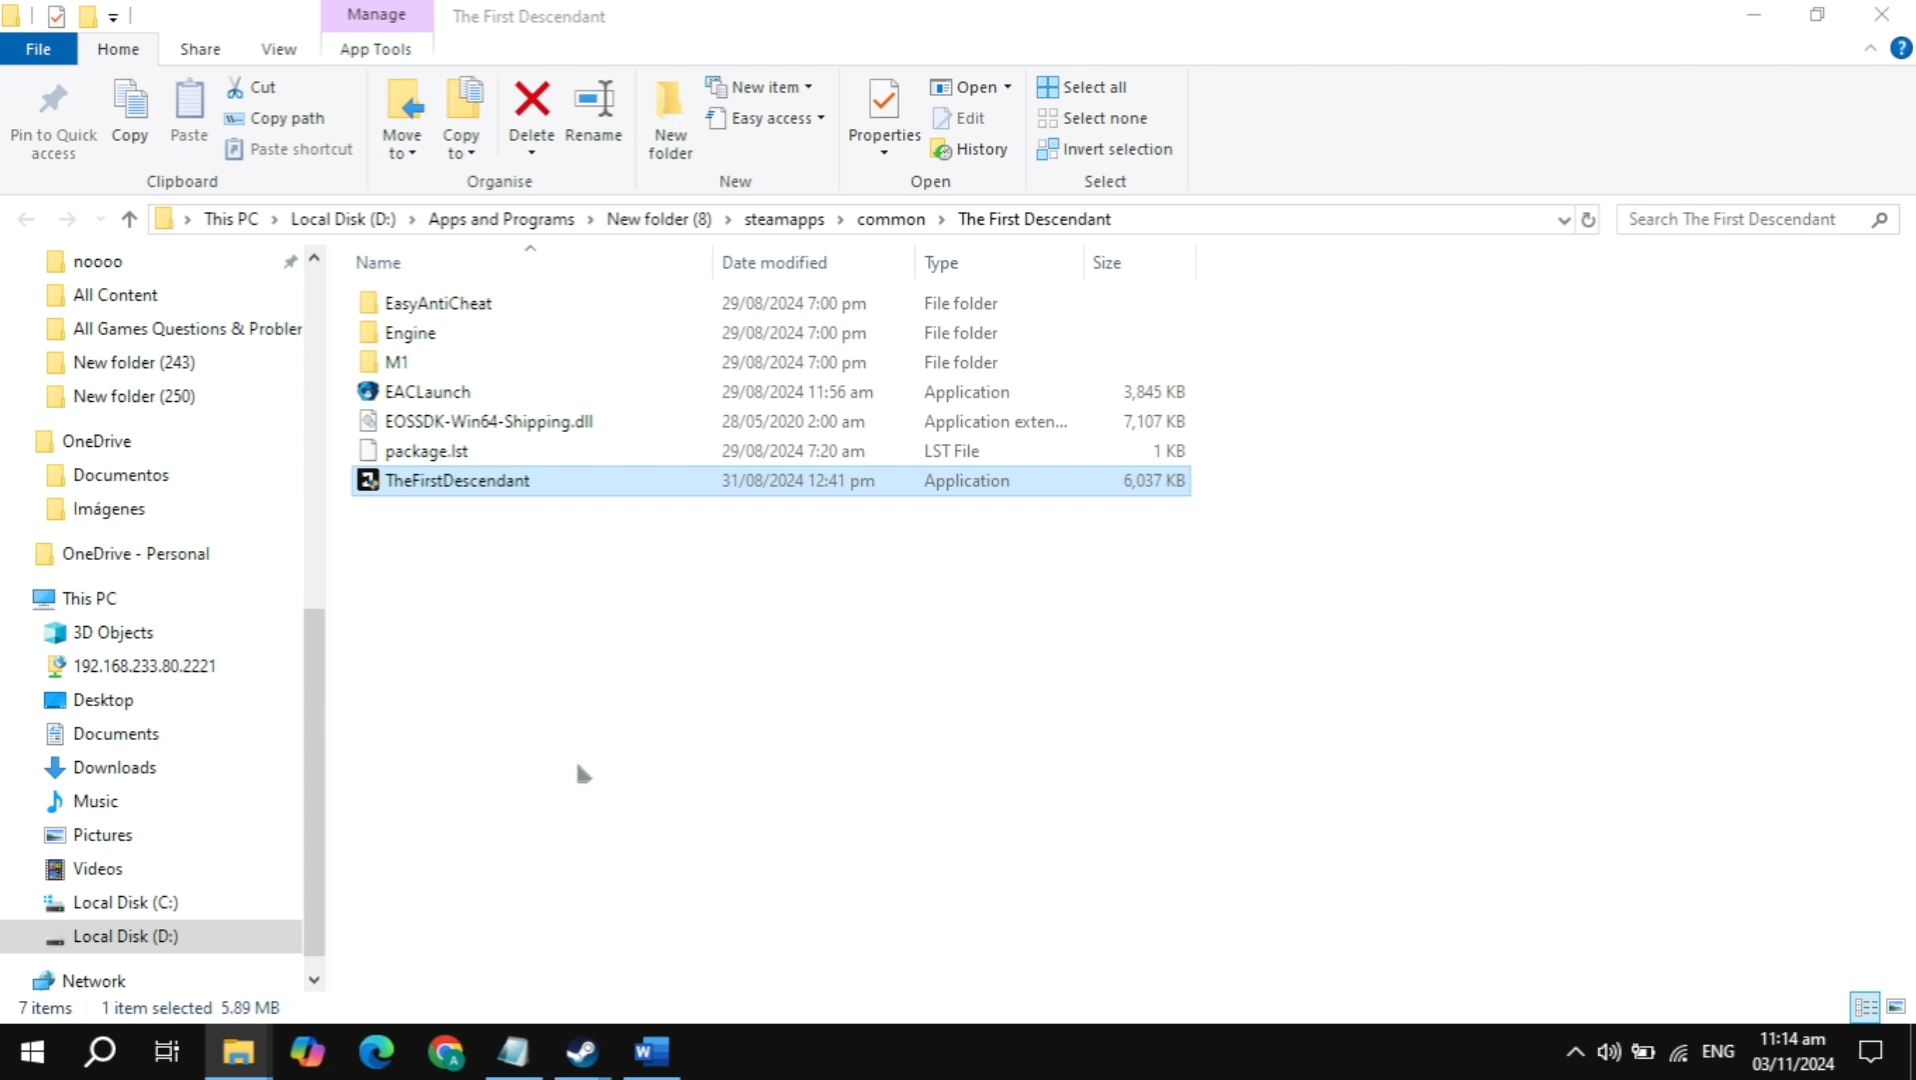 Manage
The First Descendant
File
Home
Share
View
App Tools
Pin to Quick access
Copy
Paste
Cut
Copy path
Paste shortcut
Clipboard
Move to
Copy to
Delete
Rename
Organise
New folder
New item
Easy access
New
Properties
Open
Edit
History
Open
Select all
Select none
Invert selection
Select
This PC > Local Disk (D:) > Apps and Programs > New folder (8) > steamapps > common > The First Descendant
Search The First Descendant
Name Date modified Type Size
EasyAntiCheat 29/08/2024 7:00 pm File folder
Engine 29/08/2024 7:00 pm File folder
M1 29/08/2024 7:00 pm File folder
EACLaunch 29/08/2024 11:56 am Application 3,845 KB
EOSSDK-Win64-Shipping.dll 28/05/2020 2:00 am Application exten... 7,107 KB
package.lst 29/08/2024 7:20 am LST File 1 KB
TheFirstDescendant 31/08/2024 12:41 pm Application 6,037 KB
noooo
All Content
All Games Questions & Probler
New folder (243)
New folder (250)
OneDrive
Documentos
Imágenes
OneDrive - Personal
This PC
3D Objects
192.168.233.80.2221
Desktop
Documents
Downloads
Music
Pictures
Videos
Local Disk (C:)
Local Disk (D:)
Network
7 items 1 item selected 5.89 MB
ENG
11:14 am
03/11/2024